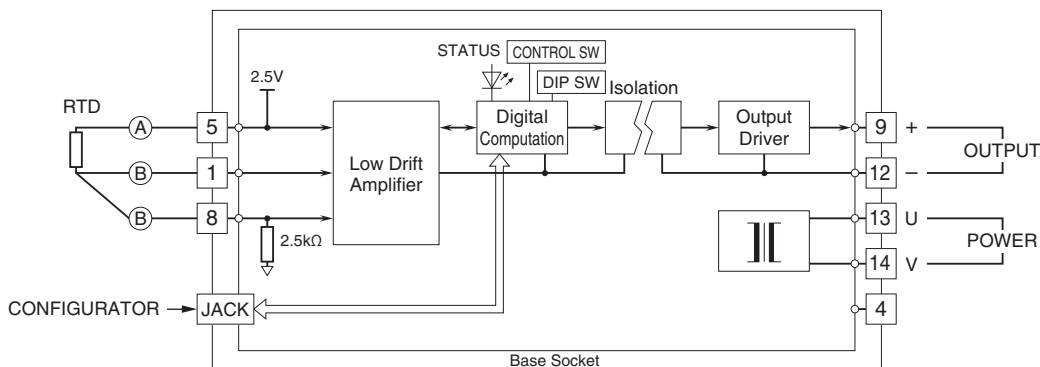 STATUS
CONTROL SW
DIP SW
2.5V
Isolation
RTD
A
5
Digital
Computation
Output
Driver
9
+
OUTPUT
B
1
Low Drift
Amplifier
12
−
B
8
2.5kΩ
13
U
POWER
14
V
CONFIGURATOR
JACK
4
Base Socket